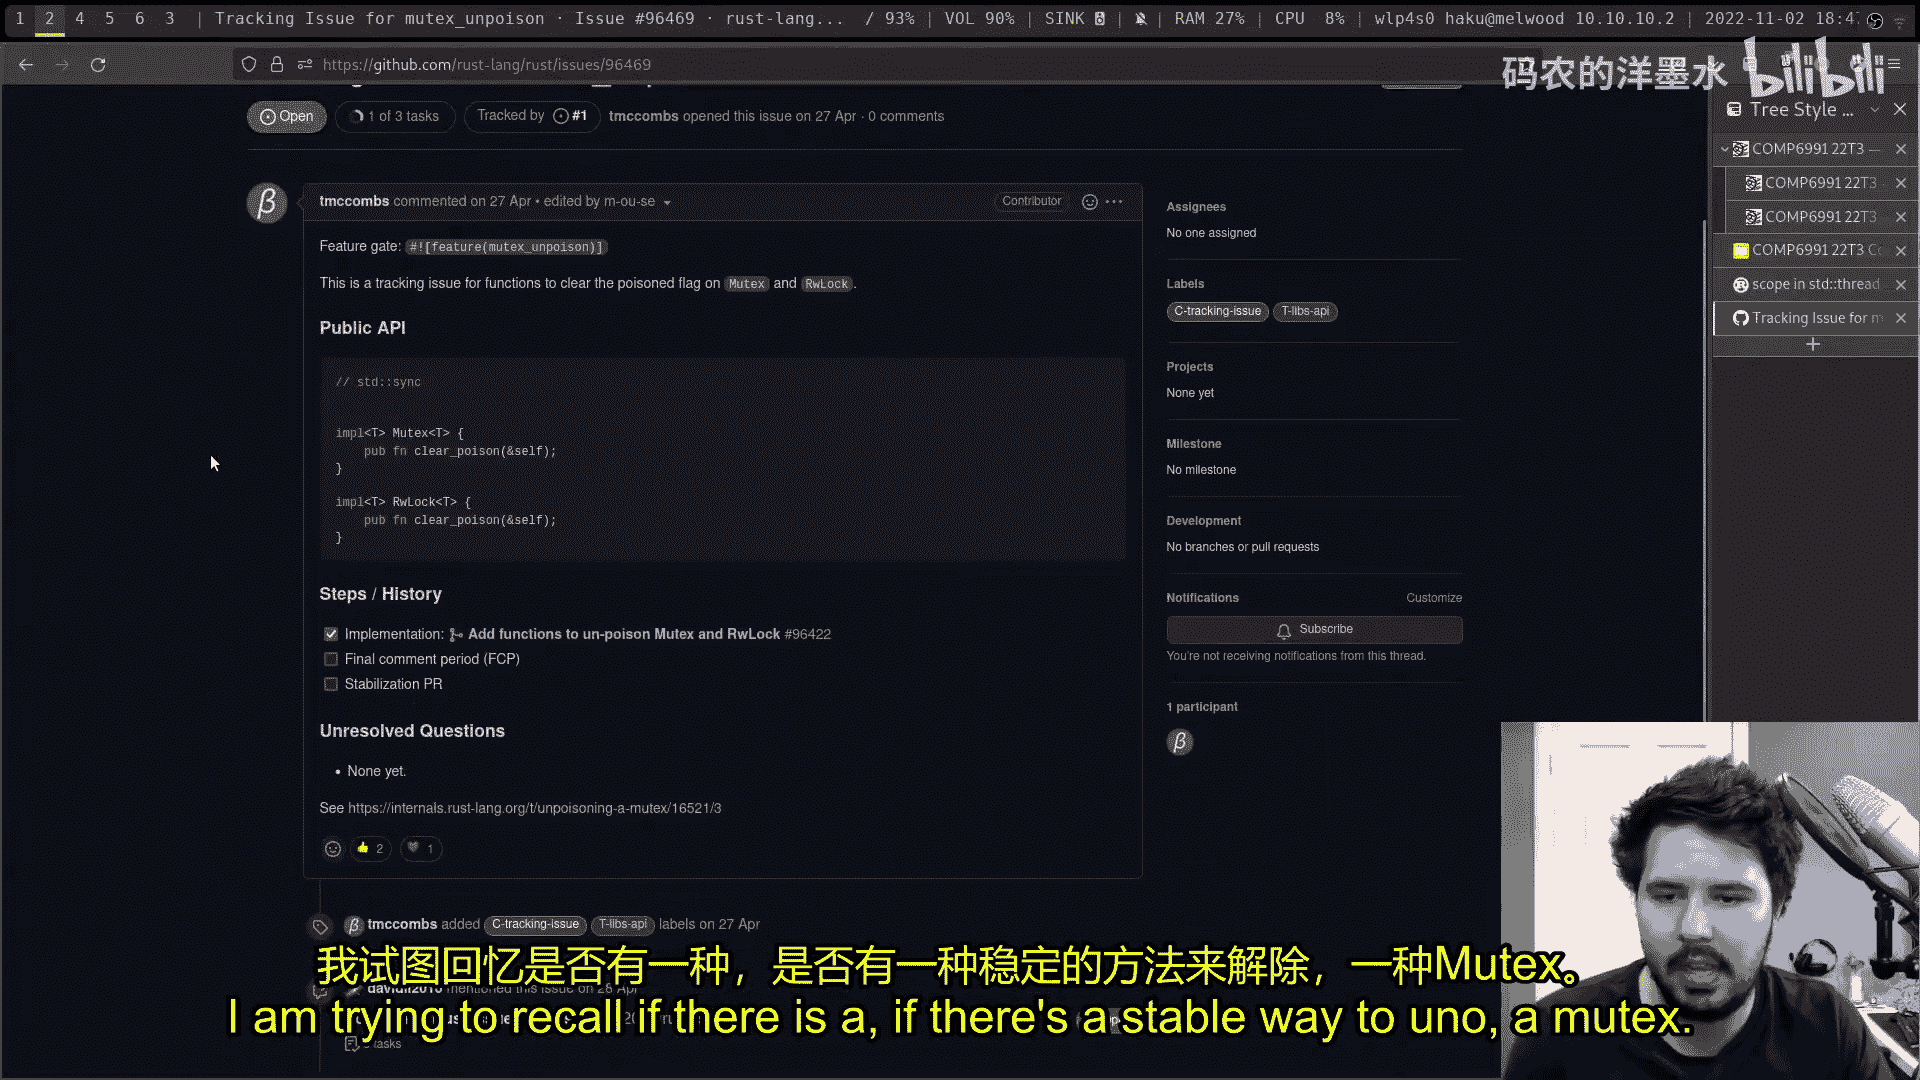 1 2 4 5 6 3 | Tracking Issue for mutex_unpoison · Issue #96469 · rust-lang... / 93% | VOL 90% | SINK | RAM 27% | CPU 8% | wlp4s0 haku@melwood 10.10.10.2 | 2022-11-02 18:4
https://github.com/rust-lang/rust/issues/96469
码农的洋墨水 bilibili
Open 1 of 3 tasks Tracked by #1 tmccombs opened this issue on 27 Apr · 0 comments
Tree Style ...
COMP6991 22T3 —
COMP6991 22T3
COMP6991 22T3
COMP6991 22T3
scope in std::thread
Tracking Issue for
tmccombs commented on 27 Apr • edited by m-ou-se
Contributor
Feature gate: #![feature(mutex_unpoison)]
This is a tracking issue for functions to clear the poisoned flag on Mutex and RwLock.
Public API
// std::sync
impl<T> Mutex<T> {
pub fn clear_poison(&self);
}
impl<T> RwLock<T> {
pub fn clear_poison(&self);
}
Steps / History
Implementation: Add functions to un-poison Mutex and RwLock #96422
Final comment period (FCP)
Stabilization PR
Unresolved Questions
• None yet.
See https://internals.rust-lang.org/t/unpoisoning-a-mutex/16521/3
2 1
Assignees
No one assigned
Labels
C-tracking-issue T-libs-api
Projects
None yet
Milestone
No milestone
Development
No branches or pull requests
Notifications Customize
Subscribe
You're not receiving notifications from this thread.
1 participant
β
tmccombs added C-tracking-issue T-libs-api labels on 27 Apr
我试图回忆是否有一种，是否有一种稳定的方法来解除，一种Mutex。
mentioned this issue on 28 Apr
I am trying to recall if there is a, if there's a stable way to uno, a mutex.
tasks